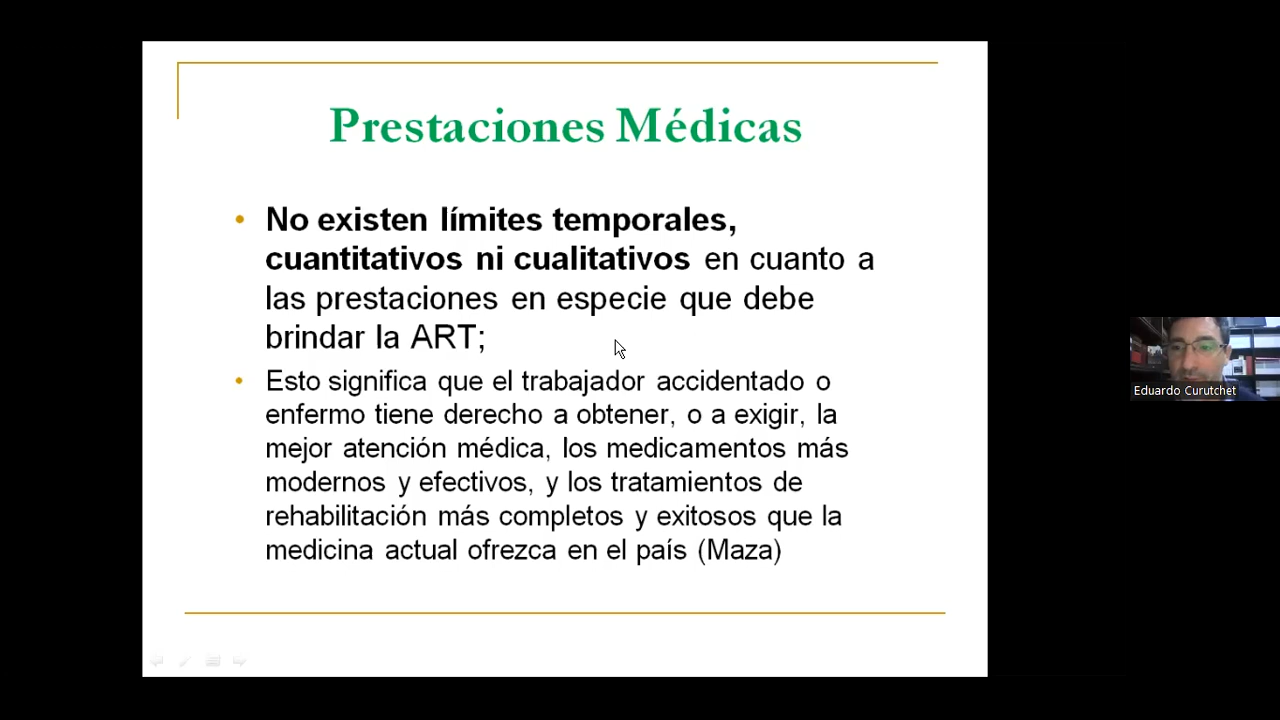 Prestaciones Médicas
• No existen límites temporales,
cuantitativos ni cualitativos en cuanto a
las prestaciones en especie que debe
brindar la ART;
• Esto significa que el trabajador accidentado o
enfermo tiene derecho a obtener, o a exigir, la
mejor atención médica, los medicamentos más
modernos y efectivos, y los tratamientos de
rehabilitación más completos y exitosos que la
medicina actual ofrezca en el país (Maza)
Eduardo Curutchet